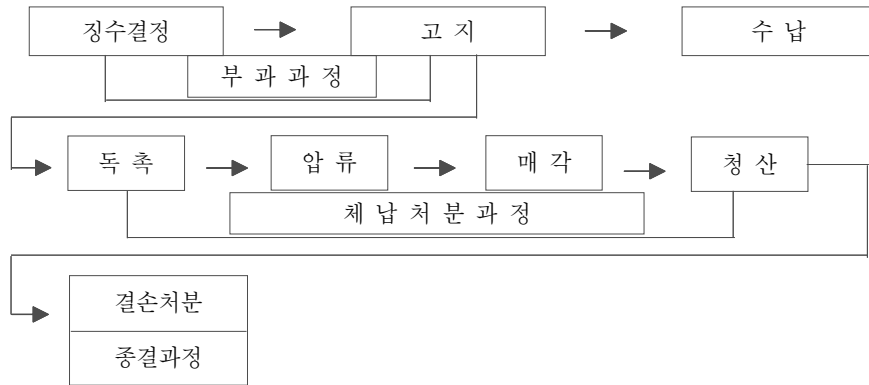 징수결정 고 지 수 납
부 과 과 정
독 촉 압 류 매 각 청 산
체 납 처 분 과 정
결손처분
종결과정